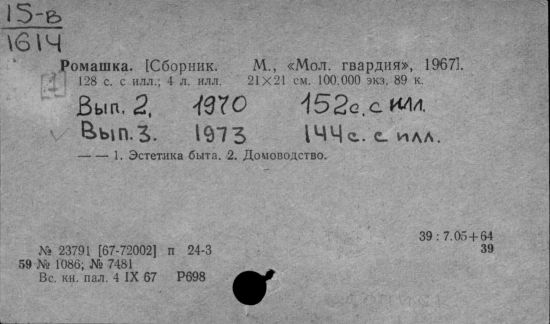 15-в
1614
Ромашка. [Сборник. М., «Мол. гвардия», 1967].
[1] 128 с. с илл.; 4 л. илл. 21×21 см. 100.000 экз. 89 к.
Вып. 2. 1970 152с. с илл.
Вып. 3. 1973 144с. с илл.
— — 1. Эстетика быта. 2. Домоводство.
39 : 7.05+64
39
№ 23791 [67-72002] п 24-3
59 № 1086; № 7481
Вс. кн. пал. 4 IX 67 Р698